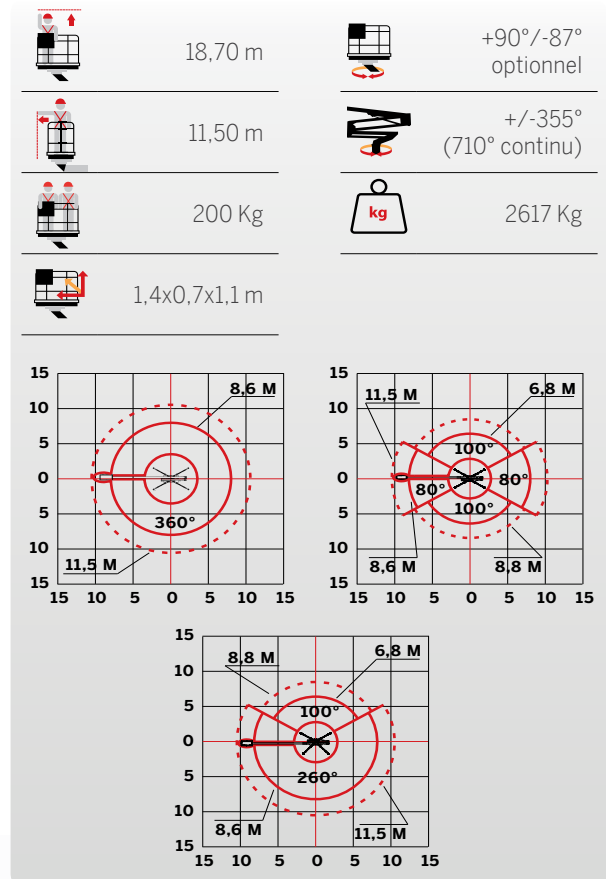 18,70 m
+90°/-87°
optionnel
11,50 m
+/-355°
(710° continu)
200 Kg
kg
2617 Kg
1,4x0,7x1,1 m
15
10
5
0
5
10
15
15 10 5 0 5 10 15
8,6 M
360°
11,5 M
15
10
5
0
5
10
15
15 10 5 0 5 10 15
11,5 M
6,8 M
100°
80°
80°
100°
8,6 M
8,8 M
15
10
5
0
5
10
15
15 10 5 0 5 10 15
8,8 M
6,8 M
100°
260°
8,6 M
11,5 M